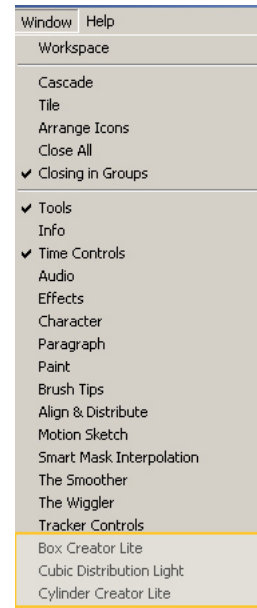 Window Help
Workspace
Cascade
Tile
Arrange Icons
Close All
Closing in Groups
Tools
Info
Time Controls
Audio
Effects
Character
Paragraph
Paint
Brush Tips
Align & Distribute
Motion Sketch
Smart Mask Interpolation
The Smoother
The Wiggler
Tracker Controls
Box Creator Lite
Cubic Distribution Light
Cylinder Creator Lite